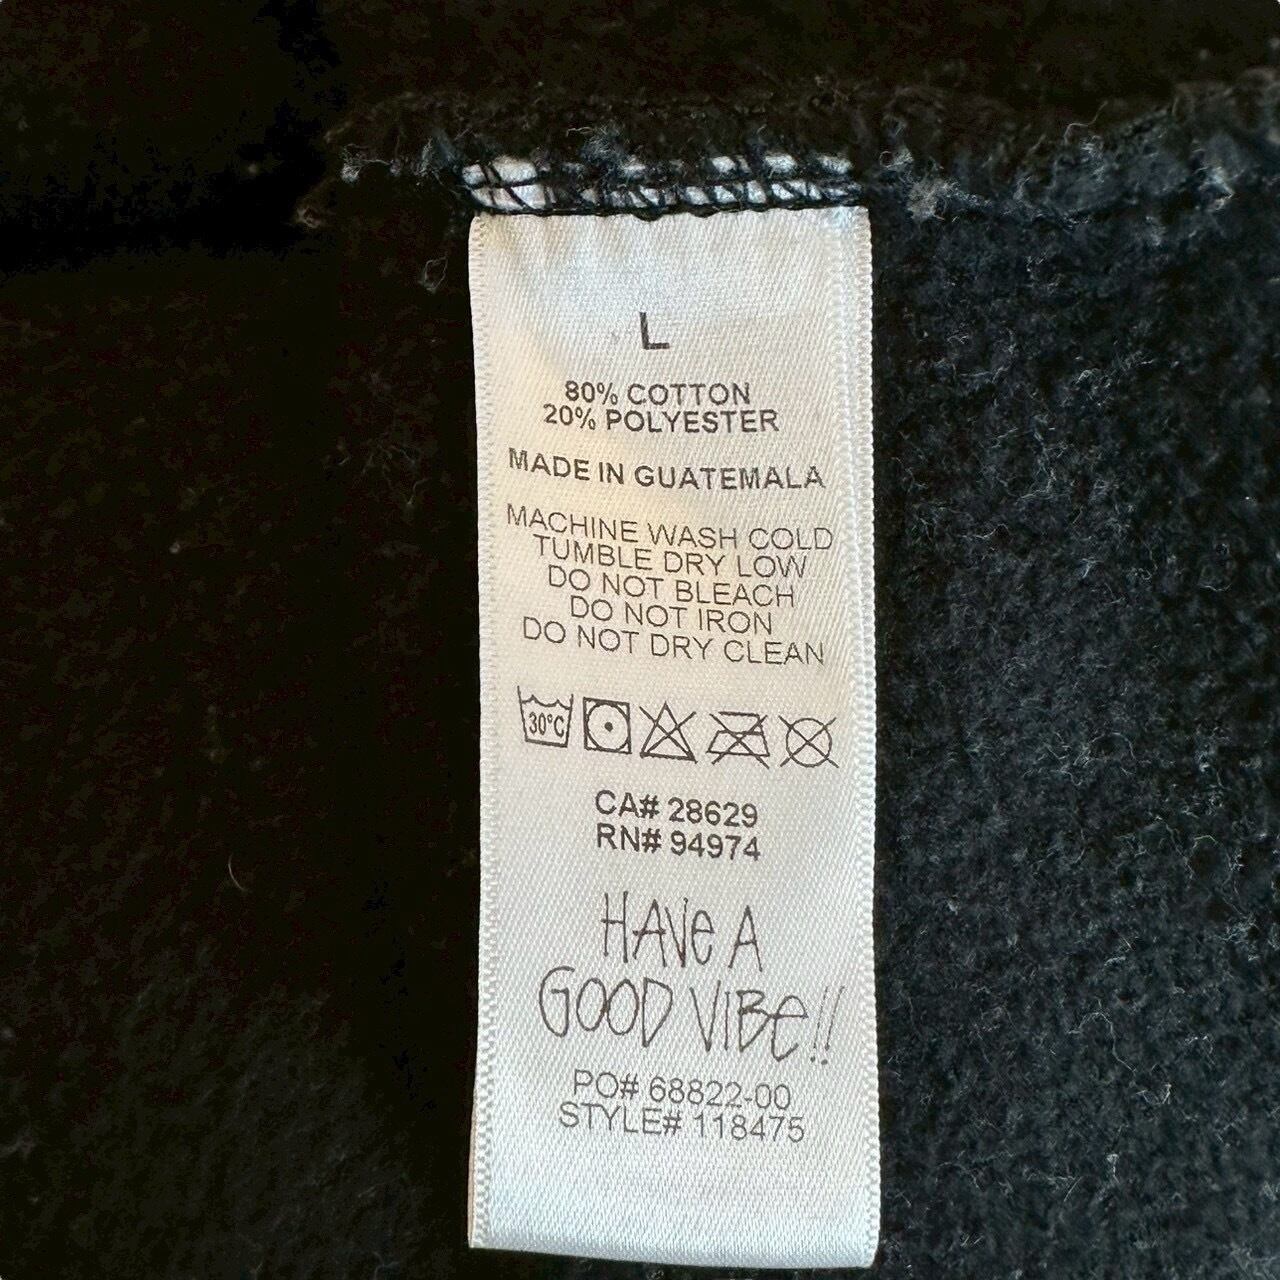 L
80% COTTON
20% POLYESTER
MADE IN GUATEMALA
MACHINE WASH COLD
TUMBLE DRY LOW
DO NOT BLEACH
DO NOT IRON
DO NOT DRY CLEAN
30°C
CA# 28629
RN# 94974
HAVe A
GOOD VIBe!!
PO# 68822-00
STYLE# 118475